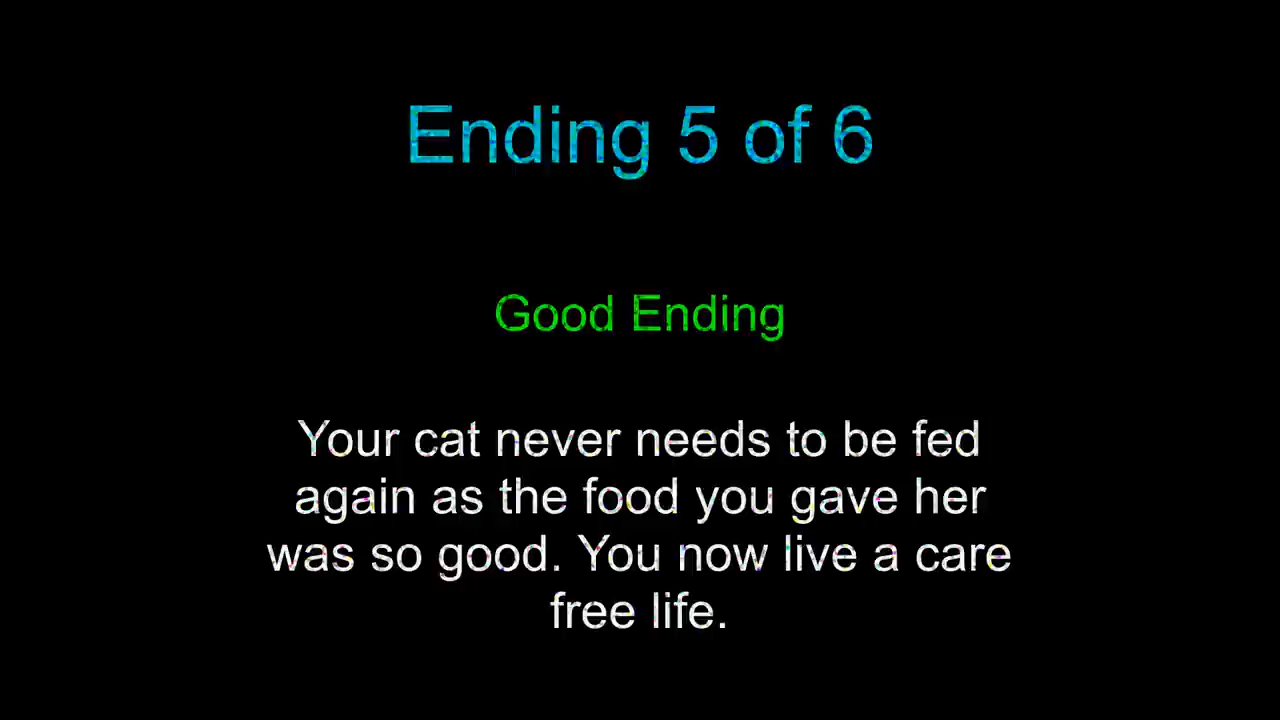 Ending 5 of 6
Good Ending
Your cat never needs to be fed
again as the food you gave her
was so good. You now live a care
free life.